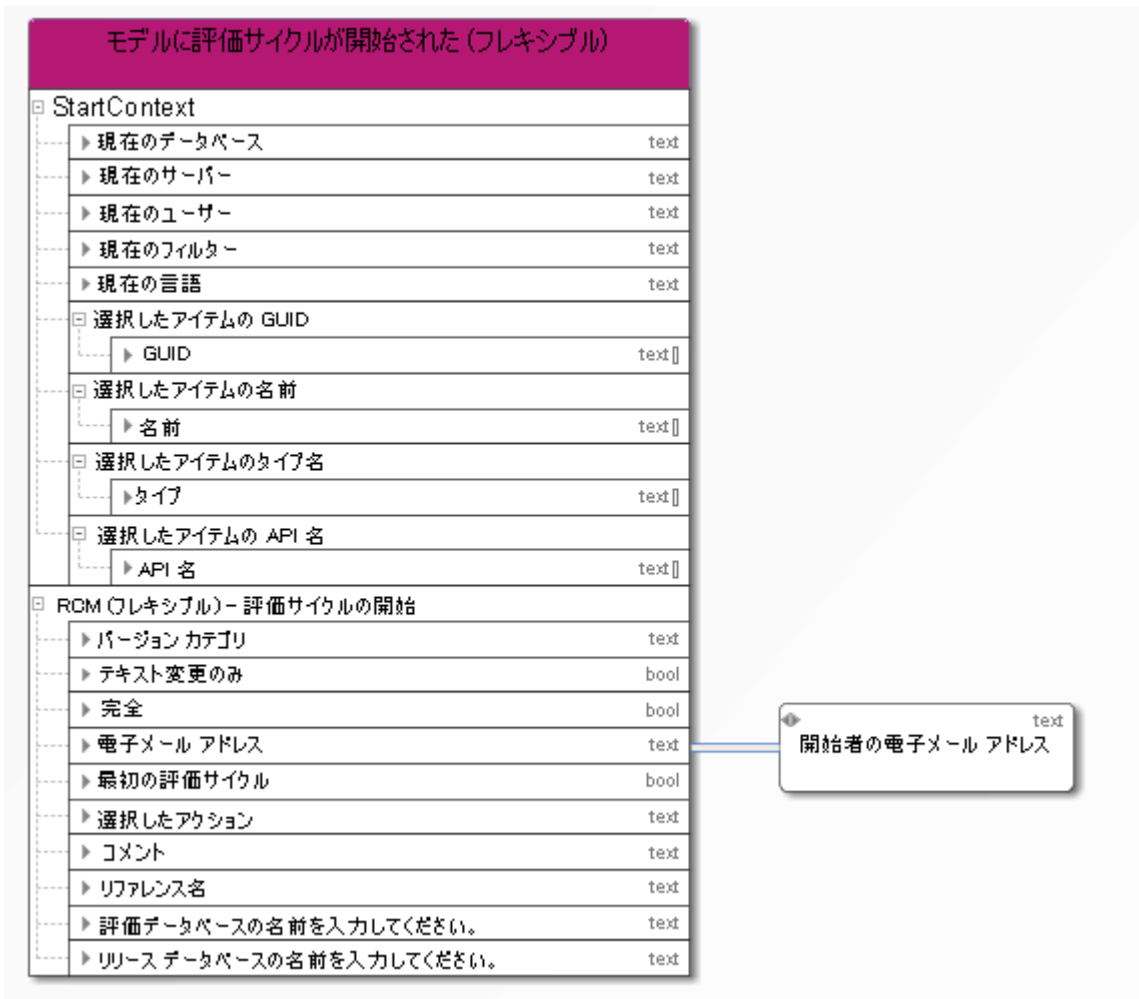 モデルに評価サイクルが開始された (フレキシブル)
StartContext
現在のデータベース text
現在のサーバー text
現在のユーザー text
現在のフィルター text
現在の言語 text
選択したアイテムの GUID
GUID text[]
選択したアイテムの名前
名前 text[]
選択したアイテムのタイプ名
タイプ text[]
選択したアイテムの API 名
API 名 text[]
RCM (フレキシブル) - 評価サイクルの開始
バージョン カテゴリ text
テキスト変更のみ bool
完全 bool
電子メール アドレス text
最初の評価サイクル bool
選択したアクション text
コメント text
リファレンス名 text
評価データベースの名前を入力してください。 text
リリース データベースの名前を入力してください。 text
text
開始者の電子メール アドレス